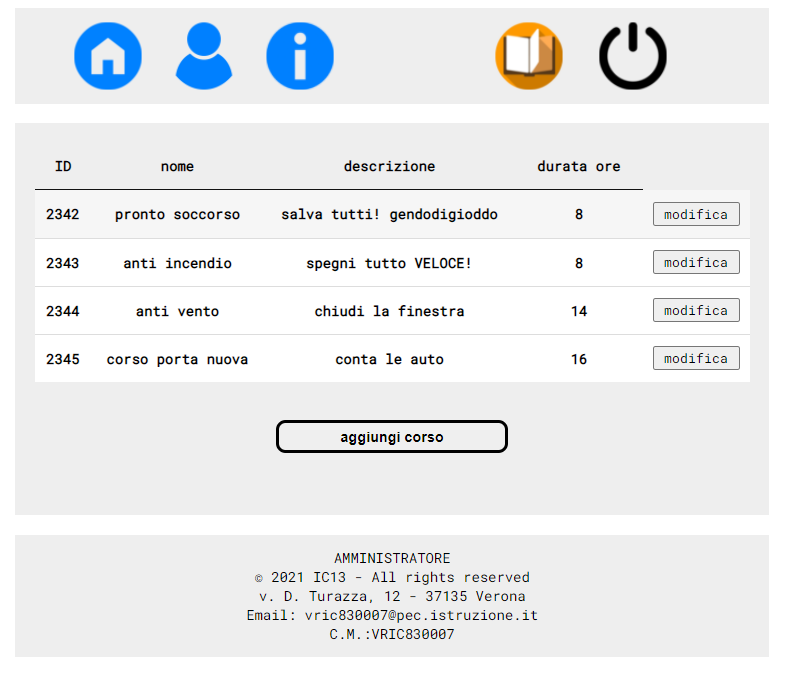 ID nome descrizione durata ore
2342 pronto soccorso salva tutti! gendodigioddo 8 modifica
2343 anti incendio spegni tutto VELOCE! 8 modifica
2344 anti vento chiudi la finestra 14 modifica
2345 corso porta nuova conta le auto 16 modifica
aggiungi corso
AMMINISTRATORE
© 2021 IC13 - All rights reserved
v. D. Turazza, 12 - 37135 Verona
Email: vric830007@pec.istruzione.it
C.M.:VRIC830007